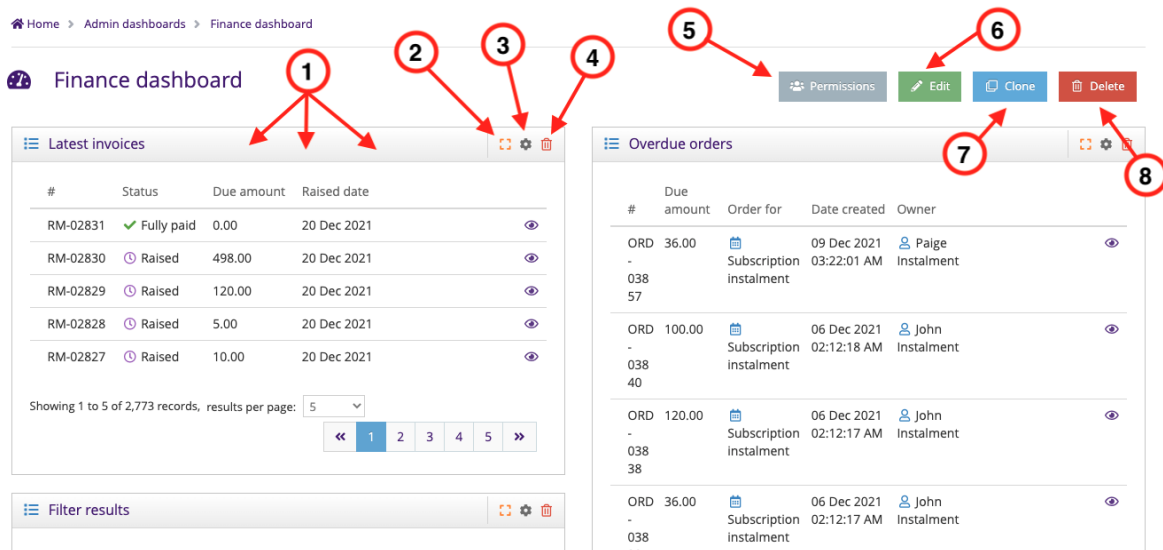 Home > Admin dashboards > Finance dashboard
1
2
3
4
5
6
7
8
Finance dashboard
Permissions Edit Clone Delete
Latest invoices
# Status Due amount Raised date
RM-02831 Fully paid 0.00 20 Dec 2021
RM-02830 Raised 498.00 20 Dec 2021
RM-02829 Raised 120.00 20 Dec 2021
RM-02828 Raised 5.00 20 Dec 2021
RM-02827 Raised 10.00 20 Dec 2021
Showing 1 to 5 of 2,773 records, results per page: 5
« 1 2 3 4 5 »
Filter results
Overdue orders
Due
# amount Order for Date created Owner
ORD 36.00 09 Dec 2021 Paige
- Subscription 03:22:01 AM Instalment
038 instalment
57
ORD 100.00 06 Dec 2021 John
- Subscription 02:12:18 AM Instalment
038 instalment
40
ORD 120.00 06 Dec 2021 John
- Subscription 02:12:17 AM Instalment
038 instalment
38
ORD 36.00 06 Dec 2021 John
- Subscription 02:12:17 AM Instalment
038 instalment